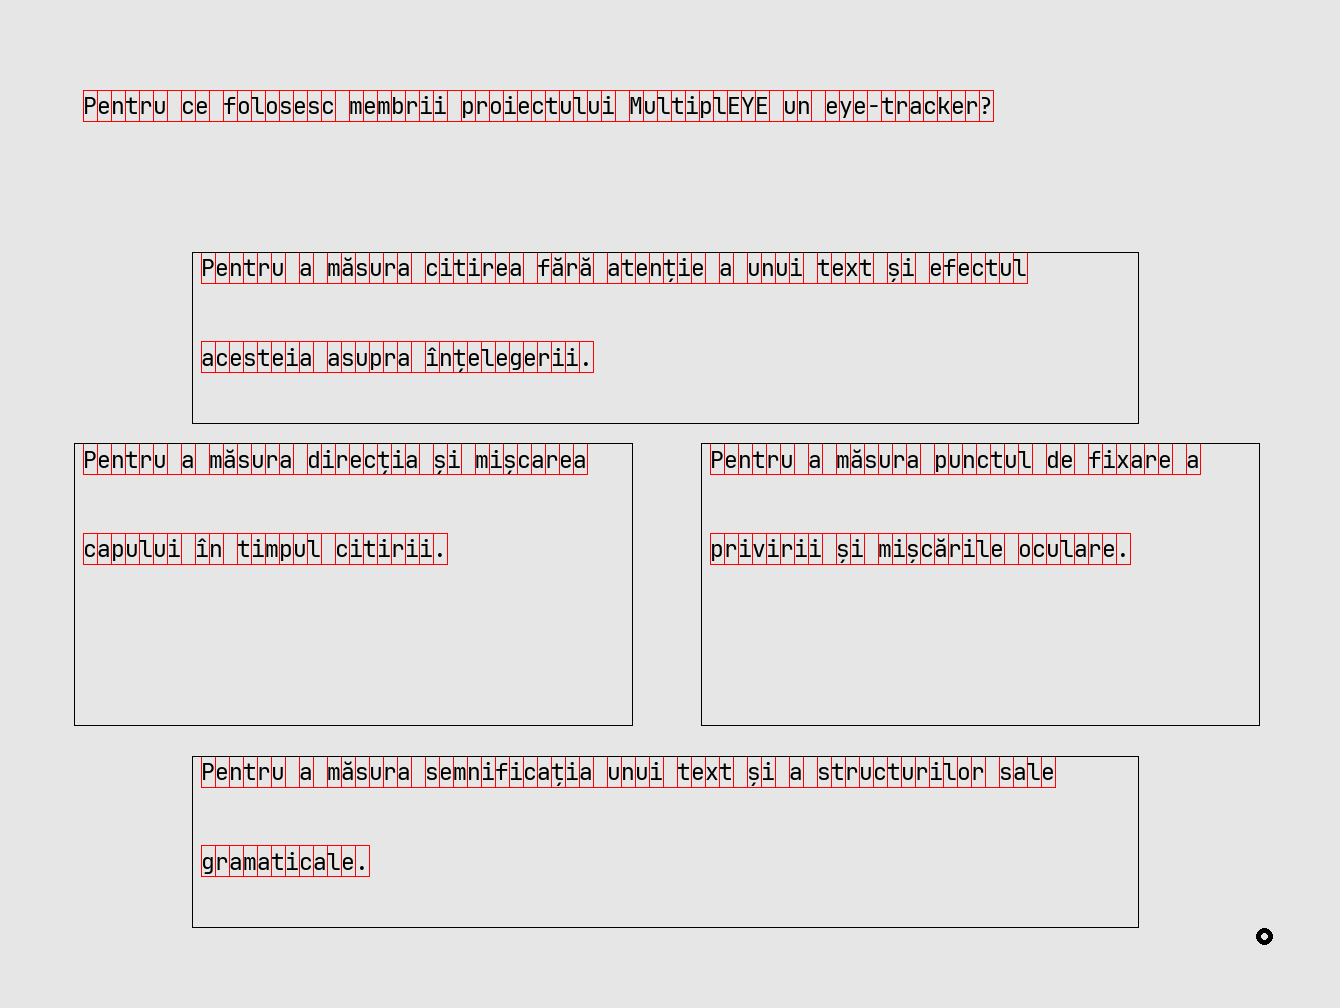 Pentru ce folosesc membrii proiectului MultiplEYE un eye-tracker?
Pentru a măsura citirea fără atenție a unui text și efectul
acesteia asupra înțelegerii.
Pentru a măsura direcția și mișcarea
capului în timpul citirii.
Pentru a măsura punctul de fixare a
privirii și mișcările oculare.
Pentru a măsura semnificația unui text și a structurilor sale
gramaticale.